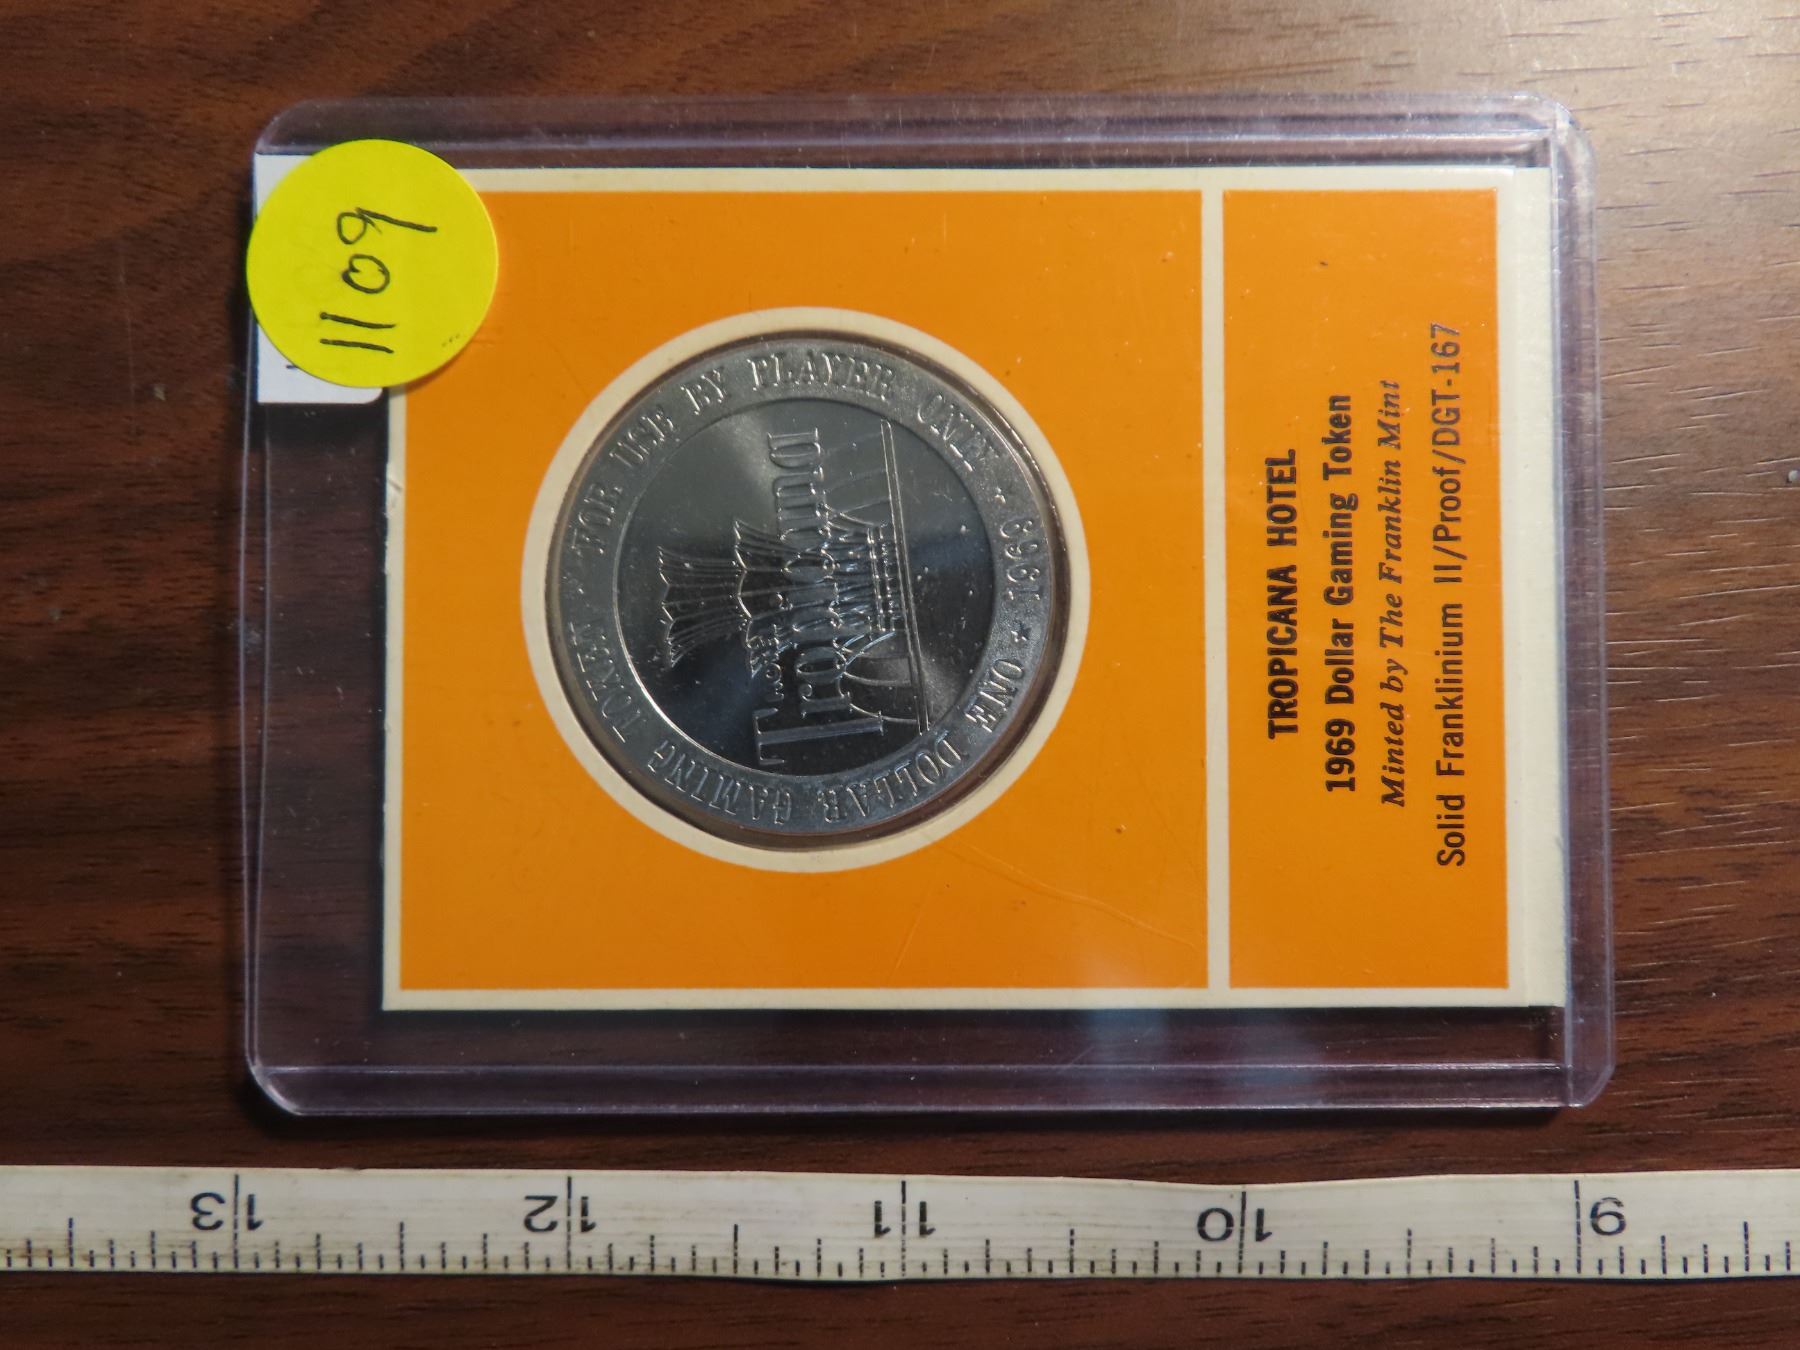 1109
ONE DOLLAR GAMING TOKEN · FOR USE BY PLAYER ONLY * 1969 *
Tropicana
TROPICANA HOTEL
1969 Dollar Gaming Token
Minted by The Franklin Mint
Solid Franklinium II/Proof/DGT-167
9 10 11 12 13